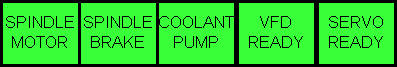 SPINDLE
MOTOR
SPINDLE
BRAKE
COOLANT
PUMP
VFD
READY
SERVO
READY